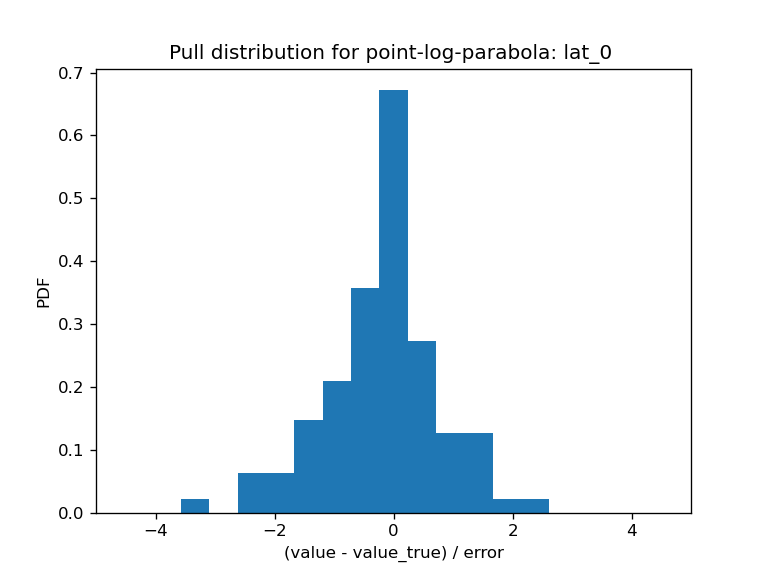 Pull distribution for point-log-parabola: lat_0
0.7
0.6
0.5
0.4
0.3
0.2
0.1
0.0
PDF
−4 −2 0 2 4
(value - value_true) / error